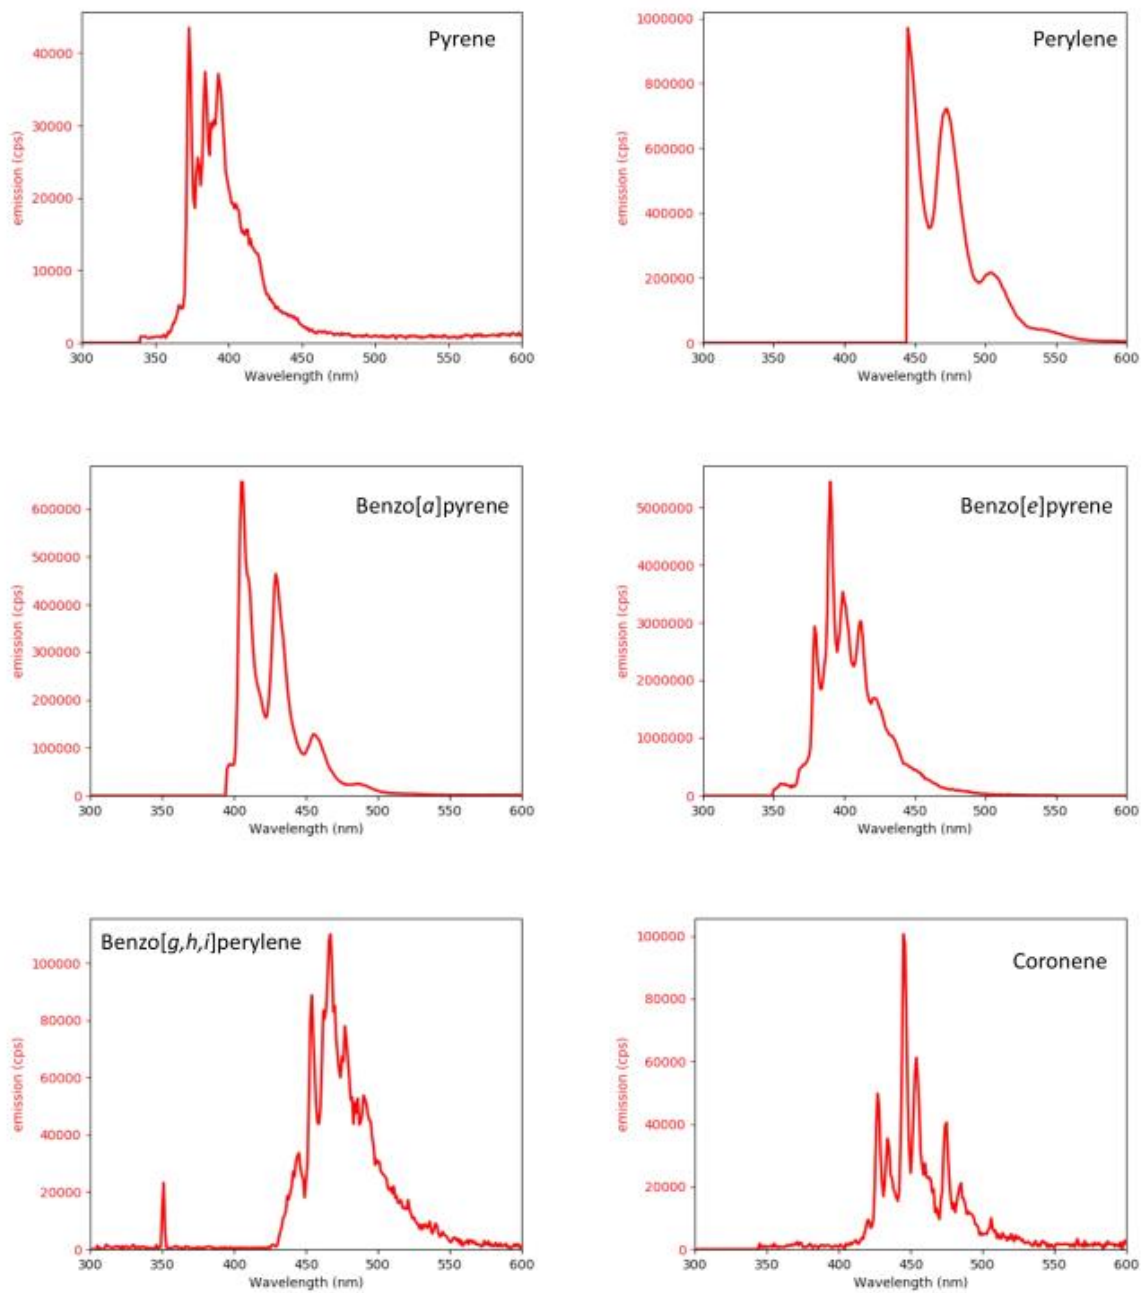 Pyrene
emission (cps)
40000
30000
20000
10000
0
300 350 400 450 500 550 600
Wavelength (nm)
Perylene
emission (cps)
1000000
800000
600000
400000
200000
0
300 350 400 450 500 550 600
Wavelength (nm)
Benzo[a]pyrene
emission (cps)
600000
500000
400000
300000
200000
100000
0
300 350 400 450 500 550 600
Wavelength (nm)
Benzo[e]pyrene
emission (cps)
5000000
4000000
3000000
2000000
1000000
0
300 350 400 450 500 550 600
Wavelength (nm)
Benzo[g,h,i]perylene
emission (cps)
100000
80000
60000
40000
20000
0
300 350 400 450 500 550 600
Wavelength (nm)
Coronene
emission (cps)
100000
80000
60000
40000
20000
0
300 350 400 450 500 550 600
Wavelength (nm)